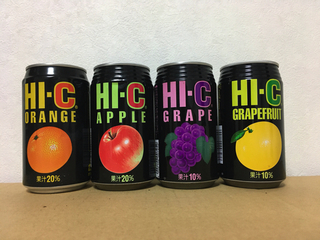 HI-C
ORANGE
果汁20%
HI-C
APPLE
果汁20%
HI-C
GRAPE
果汁10%
HI-C
GRAPEFRUIT
果汁10%